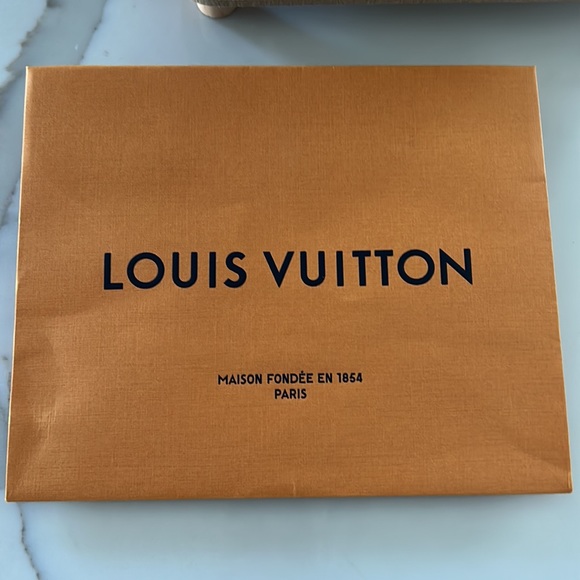 LOUIS VUITTON
MAISON FONDÉE EN 1854
PARIS